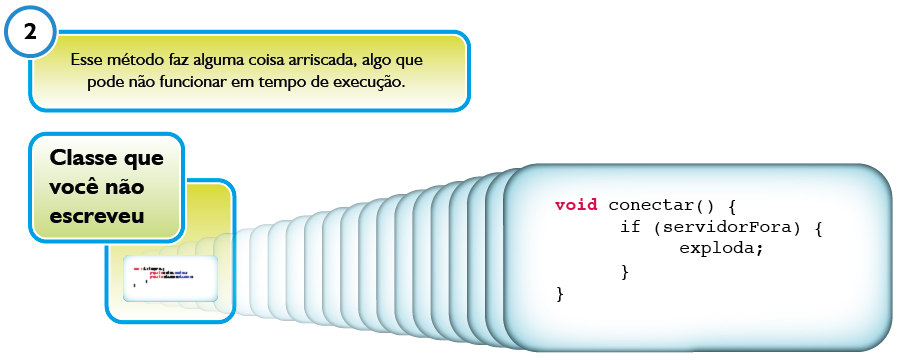 2
Esse método faz alguma coisa arriscada, algo que
pode não funcionar em tempo de execução.
Classe que
você não
escreveu
void conectar() {
if (servidorFora) {
exploda;
}
}